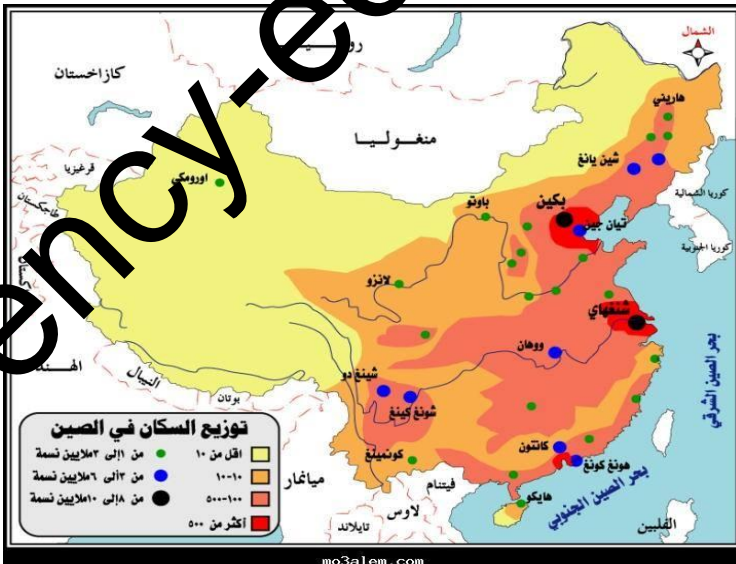 الشمال
كازاخستان
منغوليا
هاربني
شين يانغ
قرغيزيا
اورومكي
طاجكستان
كوريا الشمالية
باوتو
بكين
تيان جين
كوريا الجنوبية
لانزو
شنغهاي
ووهان
بحر الصين الشرقي
الهند
النيبال
بوتان
شينغ دو
شونغ كينغ
كونمينغ
كانتون
هونغ كونغ
بحر الصين الجنوبي
ميانمار
فيتنام
لاوس
تايلاند
هايكو
الفلبين
توزيع السكان في الصين
اقل من ١٠
من ١إلى ٣ملايين نسمة
١٠-١٠٠
من ٣ألى ٦ملايين نسمة
١٠٠-٥٠٠
من ٨إلى ١٠ملايين نسمة
أكثر من ٥٠٠
ency-ed
mo3alem.com